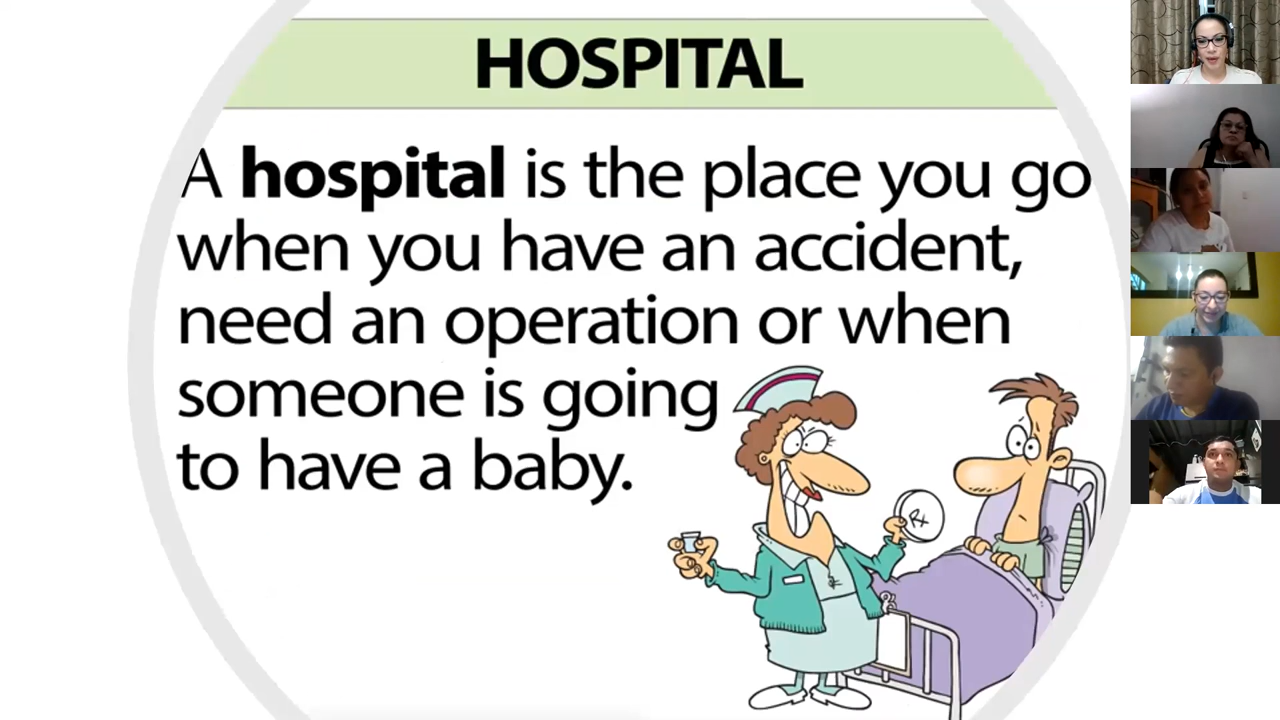 HOSPITAL
A hospital is the place you go
when you have an accident,
need an operation or when
someone is going
to have a baby.
Rx